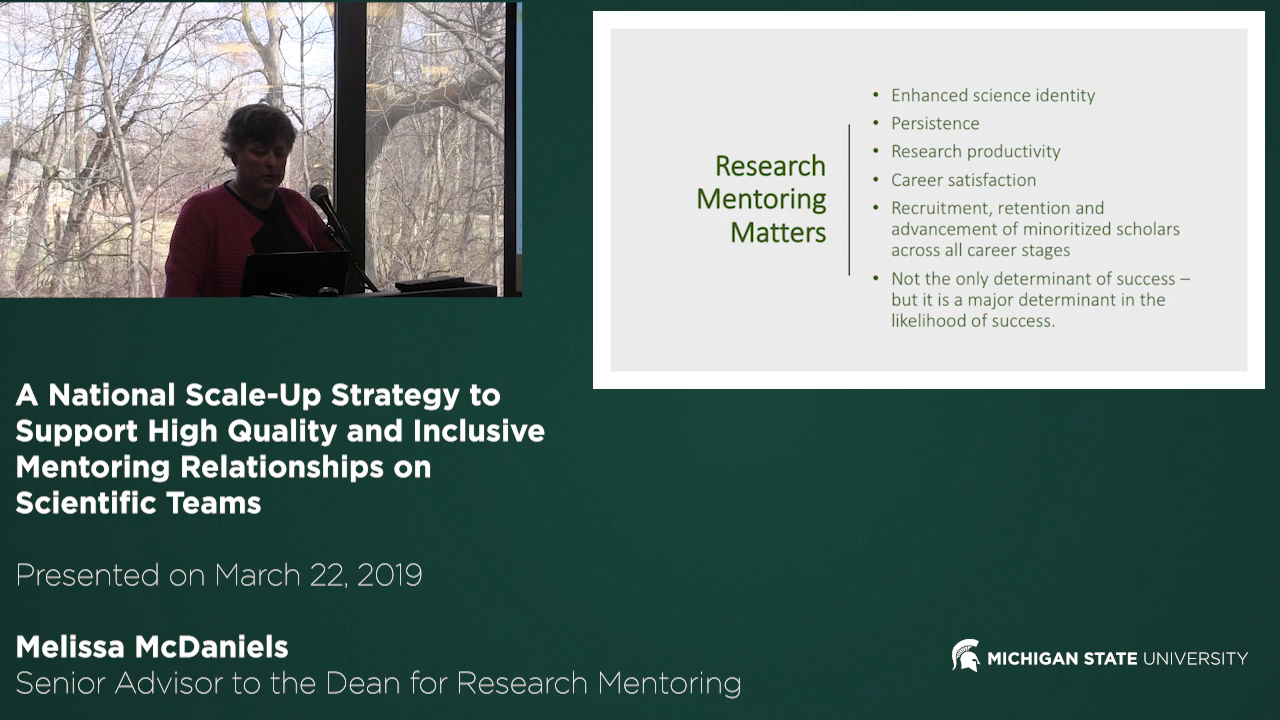 Research
Mentoring
Matters
• Enhanced science identity
• Persistence
• Research productivity
• Career satisfaction
• Recruitment, retention and
advancement of minoritized scholars
across all career stages
• Not the only determinant of success –
but it is a major determinant in the
likelihood of success.
A National Scale-Up Strategy to
Support High Quality and Inclusive
Mentoring Relationships on
Scientific Teams
Presented on March 22, 2019
Melissa McDaniels
Senior Advisor to the Dean for Research Mentoring
MICHIGAN STATE UNIVERSITY